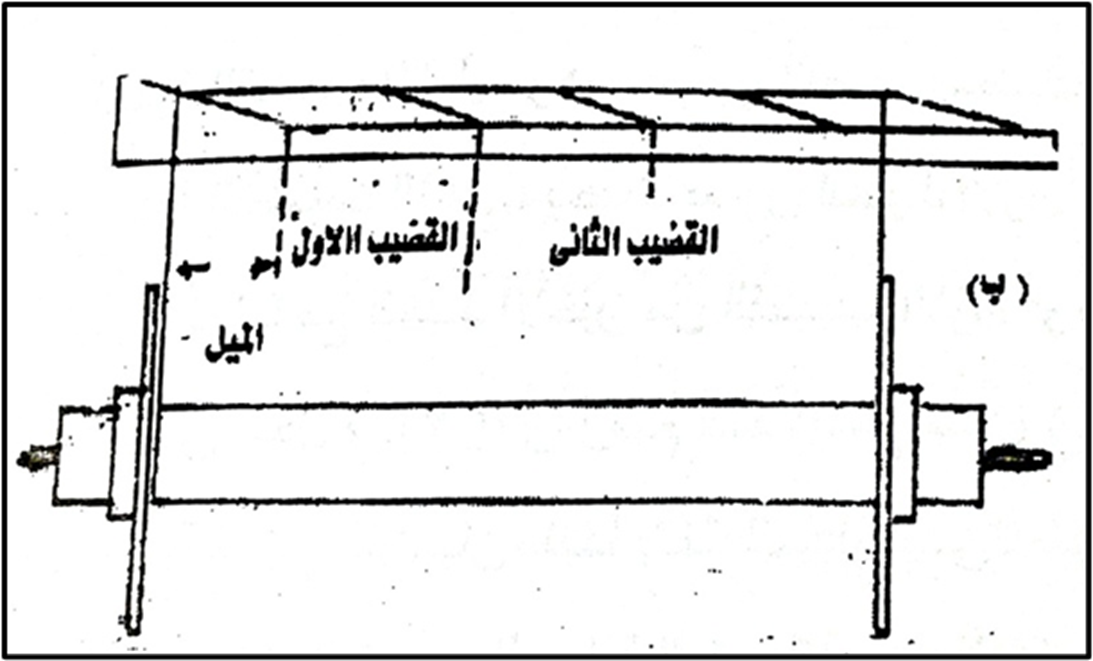 القضيب الاول
القضيب الثانى
(ب)
الميل